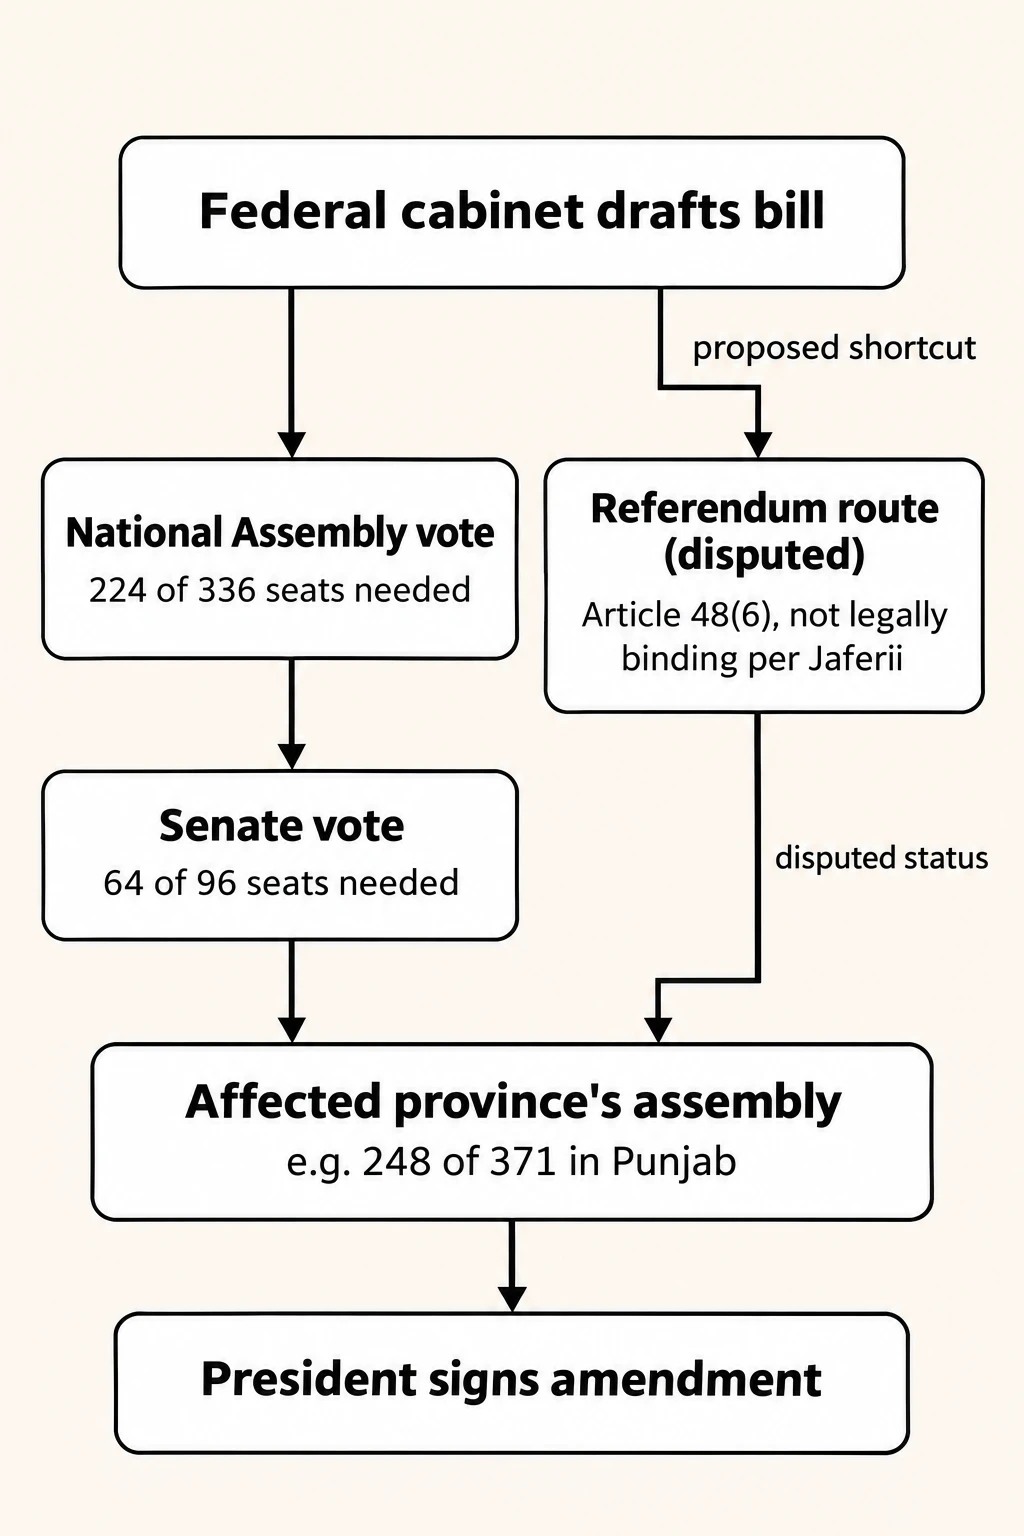 Federal cabinet drafts bill
proposed shortcut
National Assembly vote
224 of 336 seats needed
Referendum route
(disputed)
Article 48(6), not legally
binding per Jaferii
Senate vote
64 of 96 seats needed
disputed status
Affected province's assembly
e.g. 248 of 371 in Punjab
President signs amendment